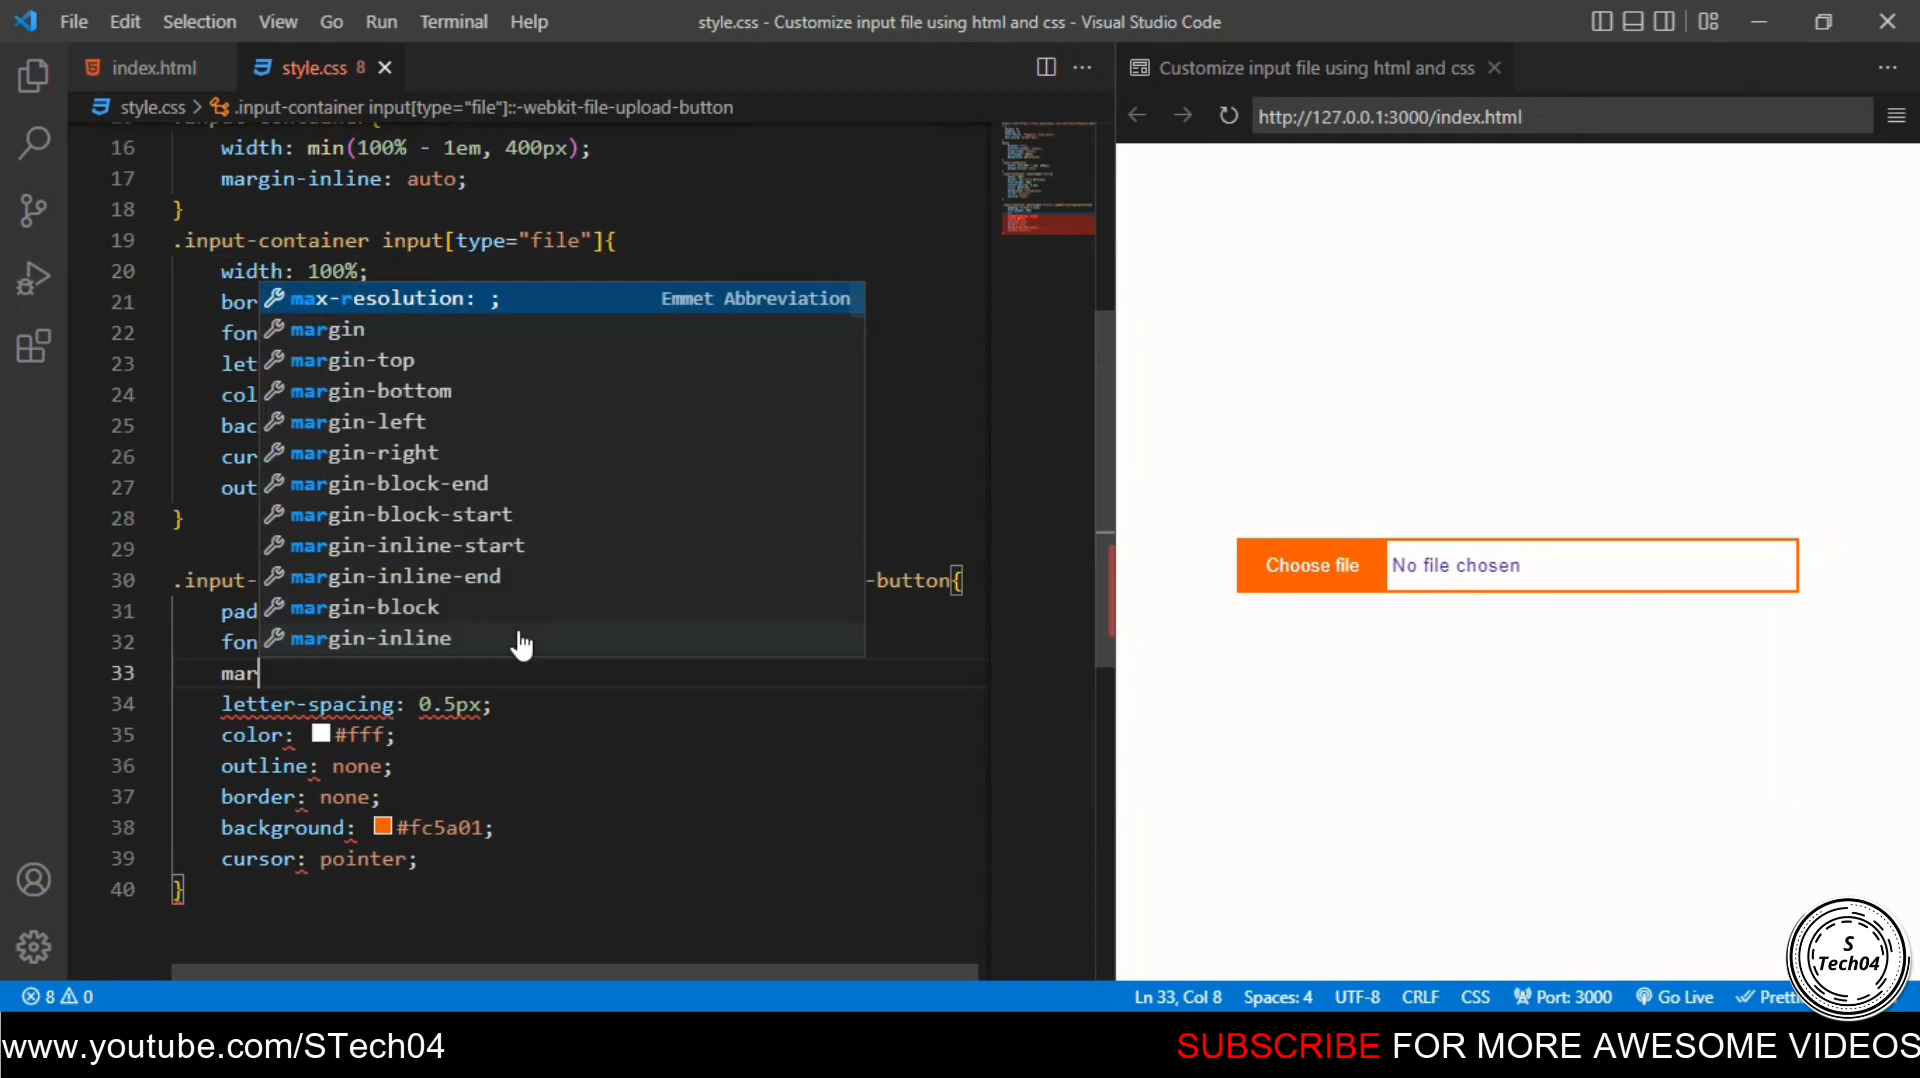 File Edit Selection View Go Run Terminal Help
style.css - Customize input file using html and css - Visual Studio Code
index.html
style.css 8
style.css > .input-container input[type="file"]::-webkit-file-upload-button
16 width: min(100% - 1em, 400px);
17 margin-inline: auto;
18 }
19 .input-container input[type="file"]{
20 width: 100%;
21 bor
22 fon
23 let
24 col
25 bac
26 cur
27 out
28 }
29
30 .input- -button{
31 pad
32 fon
33 mar
34 letter-spacing: 0.5px;
35 color: #fff;
36 outline: none;
37 border: none;
38 background: #fc5a01;
39 cursor: pointer;
40 }
max-resolution: ; Emmet Abbreviation
margin
margin-top
margin-bottom
margin-left
margin-right
margin-block-end
margin-block-start
margin-inline-start
margin-inline-end
margin-block
margin-inline
Customize input file using html and css
http://127.0.0.1:3000/index.html
Choose file No file chosen
S
Tech04
8 0
Ln 33, Col 8 Spaces: 4 UTF-8 CRLF CSS Port: 3000 Go Live Pretti
www.youtube.com/STech04
SUBSCRIBE FOR MORE AWESOME VIDEOS